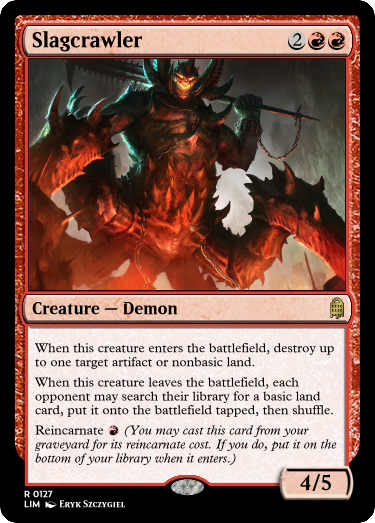 Slagcrawler 2
Creature — Demon
When this creature enters the battlefield, destroy up
to one target artifact or nonbasic land.
When this creature leaves the battlefield, each
opponent may search their library for a basic land
card, put it onto the battlefield tapped, then shuffle.
Reincarnate (You may cast this card from your
graveyard for its reincarnate cost. If you do, put it on the
bottom of your library when it enters.)
4/5
R 0127
LIM Eryk Szczygieł